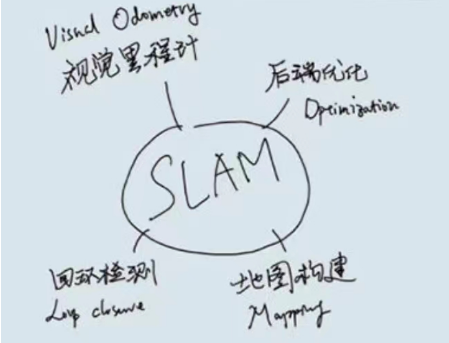 Visual Odometry
视觉里程计
后端优化
Optimization
SLAM
回环检测
Loop closure
地图构建
Mapping